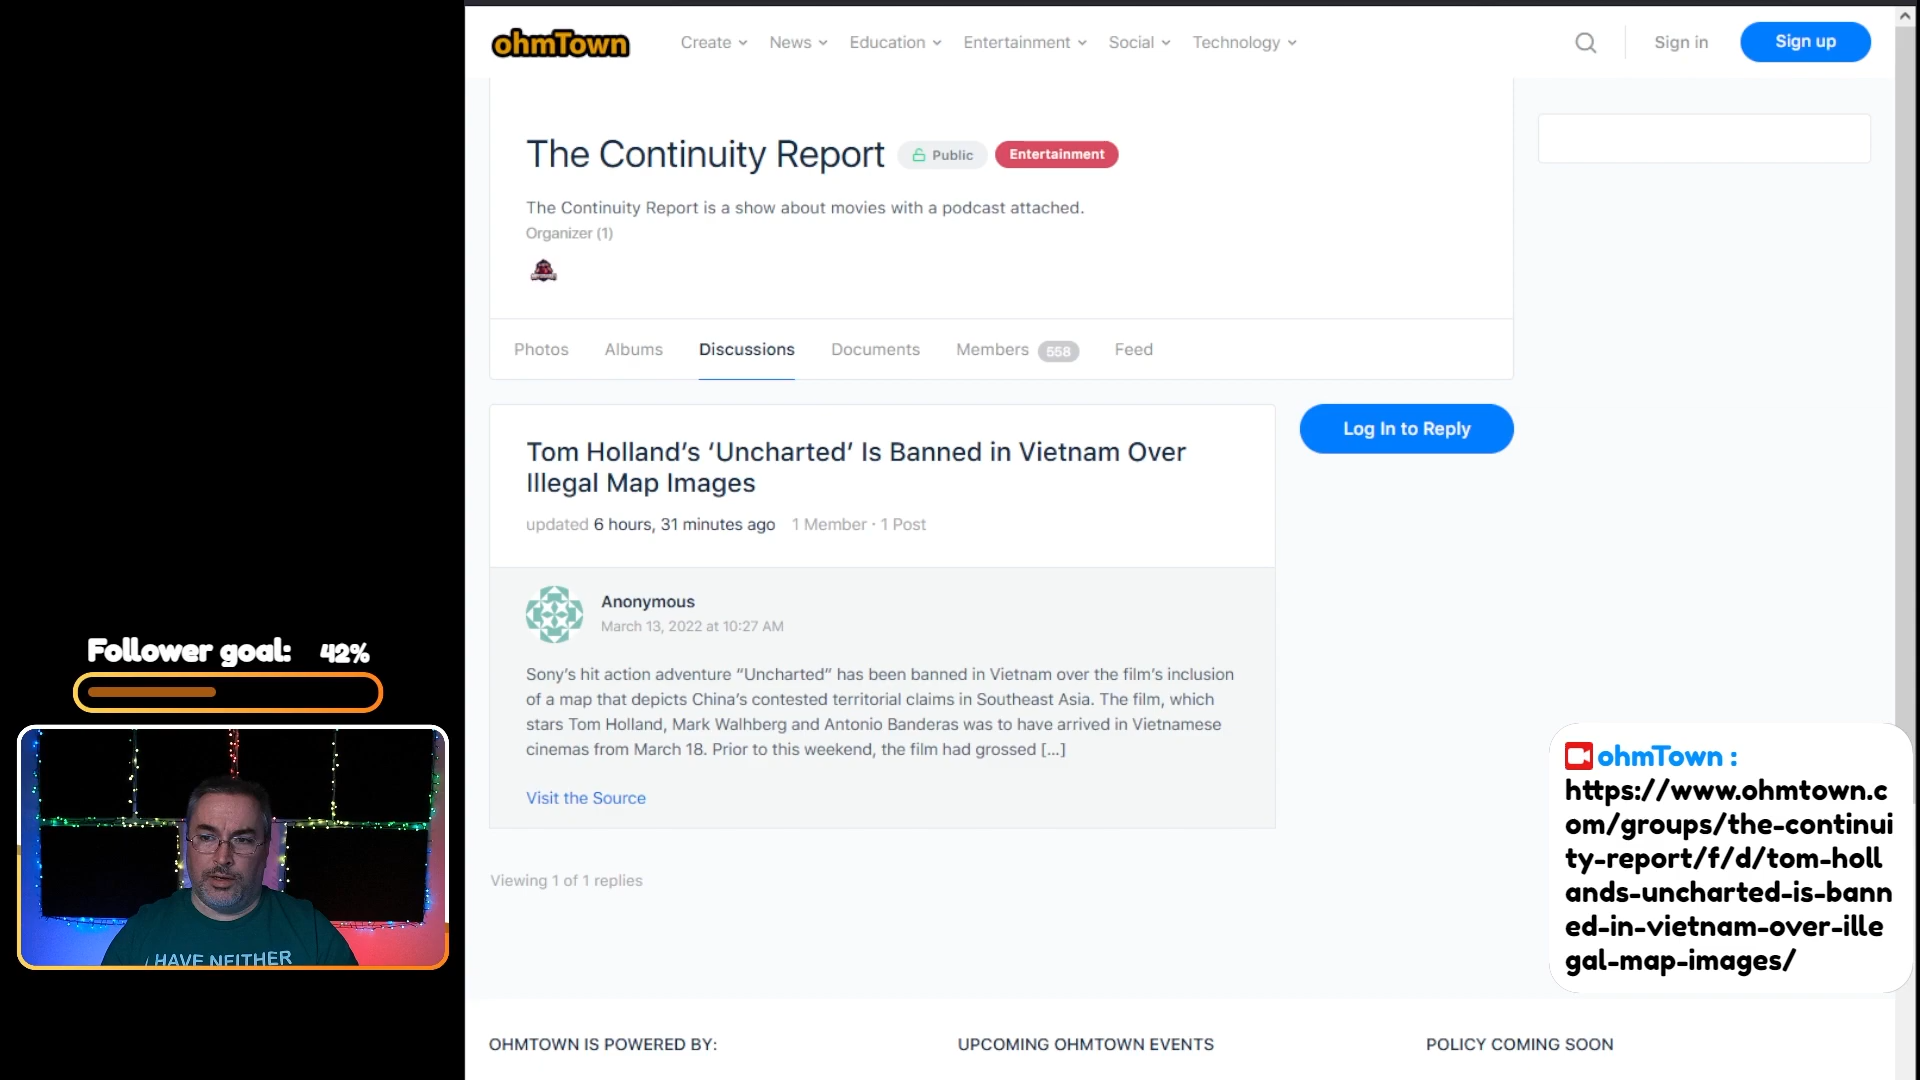 ohmTown
Create News Education Entertainment Social Technology
Sign in
Sign up
The Continuity Report
Public
Entertainment
The Continuity Report is a show about movies with a podcast attached.
Organizer (1)
Photos Albums Discussions Documents Members 558 Feed
Tom Holland’s ‘Uncharted’ Is Banned in Vietnam Over
Illegal Map Images
updated 6 hours, 31 minutes ago 1 Member · 1 Post
Log In to Reply
Anonymous
March 13, 2022 at 10:27 AM
Sony’s hit action adventure “Uncharted” has been banned in Vietnam over the film’s inclusion
of a map that depicts China’s contested territorial claims in Southeast Asia. The film, which
stars Tom Holland, Mark Walhberg and Antonio Banderas was to have arrived in Vietnamese
cinemas from March 18. Prior to this weekend, the film had grossed […]
Visit the Source
Viewing 1 of 1 replies
OHMTOWN IS POWERED BY:
UPCOMING OHMTOWN EVENTS
POLICY COMING SOON
Follower goal: 42%
I HAVE NEITHER
ohmTown :
https://www.ohmtown.c
om/groups/the-continui
ty-report/f/d/tom-holl
ands-uncharted-is-bann
ed-in-vietnam-over-ille
gal-map-images/